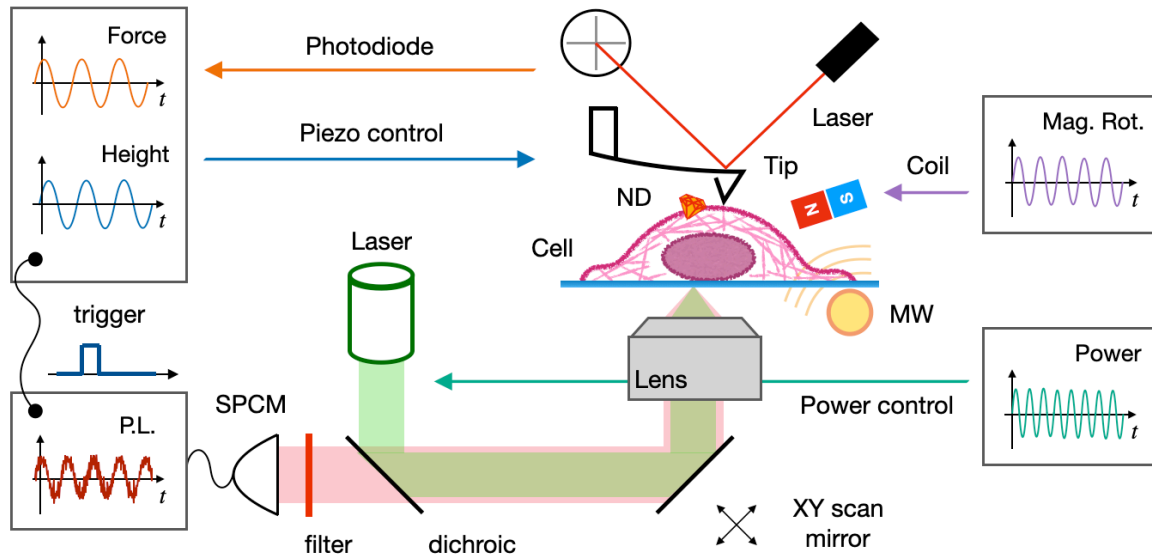 Force
t
Height
t
trigger
P.L.
t
Photodiode
Piezo control
Laser
Tip
ND
N
S
Cell
Coil
Mag. Rot.
t
Laser
MW
Lens
Power control
Power
t
SPCM
filter
dichroic
XY scan
mirror